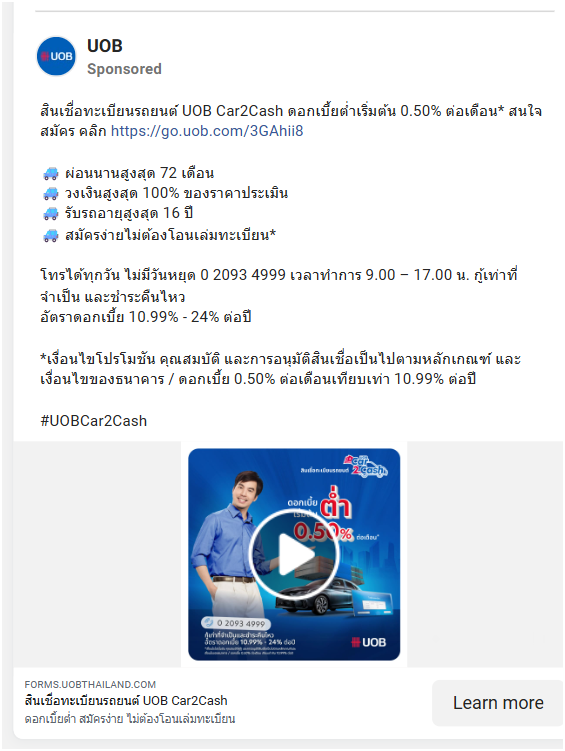 UOB
UOB
Sponsored
สินเชื่อทะเบียนรถยนต์ UOB Car2Cash ดอกเบี้ยต่ำเริ่มต้น 0.50% ต่อเดือน* สนใจ
สมัคร คลิก https://go.uob.com/3GAhii8
ผ่อนนานสูงสุด 72 เดือน
วงเงินสูงสุด 100% ของราคาประเมิน
รับรถอายุสูงสุด 16 ปี
สมัครง่ายไม่ต้องโอนเล่มทะเบียน*
โทรได้ทุกวัน ไม่มีวันหยุด 0 2093 4999 เวลาทำการ 9.00 – 17.00 น. กู้เท่าที่
จำเป็น และชำระคืนไหว
อัตราดอกเบี้ย 10.99% - 24% ต่อปี
*เงื่อนไขโปรโมชัน คุณสมบัติ และการอนุมัติสินเชื่อเป็นไปตามหลักเกณฑ์ และ
เงื่อนไขของธนาคาร / ดอกเบี้ย 0.50% ต่อเดือนเทียบเท่า 10.99% ต่อปี
#UOBCar2Cash
สินเชื่อทะเบียนรถยนต์
Car
2Cash
ดอกเบี้ย
ต่ำ
เริ่มต้น
0.50% ต่อเดือน*
0 2093 4999
กู้เท่าที่จำเป็นและชำระคืนไหว
อัตราดอกเบี้ย 10.99% - 24% ต่อปี
UOB
FORMS.UOBTHAILAND.COM
สินเชื่อทะเบียนรถยนต์ UOB Car2Cash
ดอกเบี้ยต่ำ สมัครง่าย ไม่ต้องโอนเล่มทะเบียน
Learn more